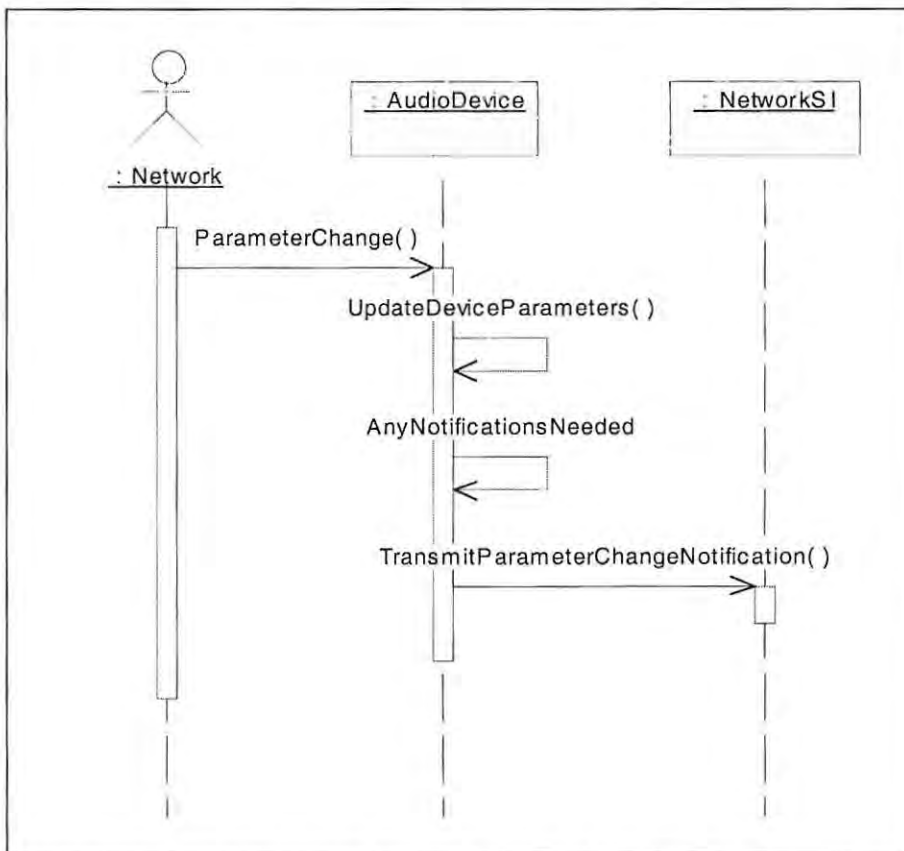 : AudioDevice
: NetworkSI
: Network
ParameterChange( )
UpdateDeviceParameters( )
AnyNotificationsNeeded
TransmitParameterChangeNotification( )